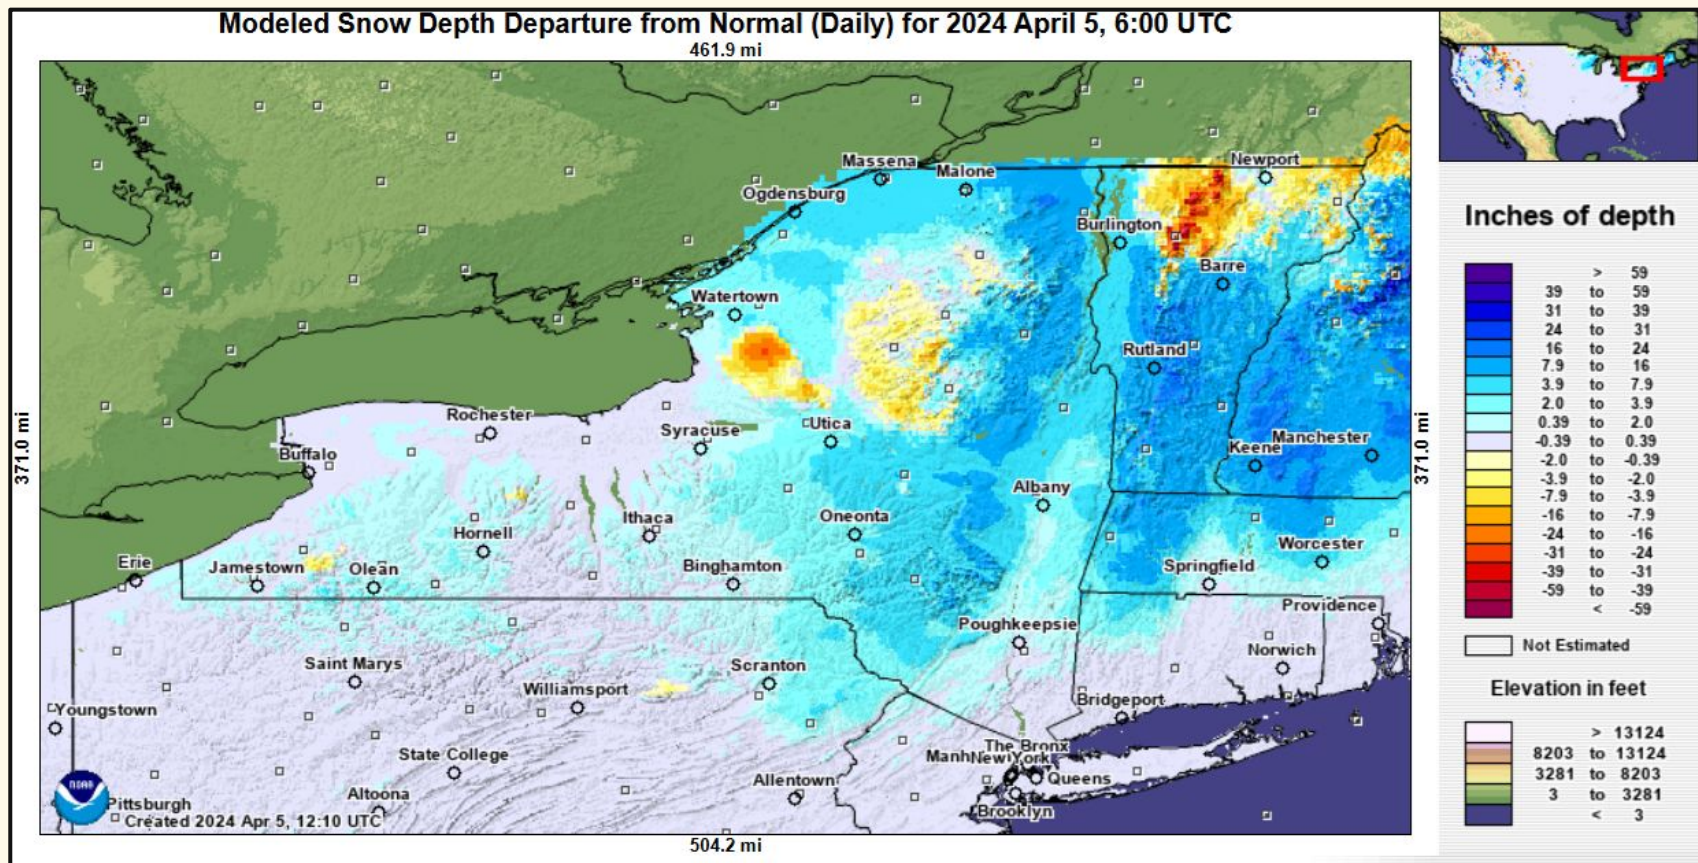 Modeled Snow Depth Departure from Normal (Daily) for 2024 April 5, 6:00 UTC
461.9 mi
Massena
Malone
Newport
Ogdensburg
Burlington
Barre
Watertown
Rutland
Rochester
Syracuse
Utica
Buffalo
Keene
Manchester
371.0 mi
371.0 mi
Albany
Ithaca
Oneonta
Hornell
Worcester
Erie
Jamestown
Olean
Binghamton
Springfield
Providence
Poughkeepsie
Saint Marys
Scranton
Norwich
Williamsport
Youngstown
Bridgeport
State College
The Bronx
Manh
New York
Queens
Allentown
Altoona
Brooklyn
NOAA
Pittsburgh
Created 2024 Apr 5, 12:10 UTC
504.2 mi
Inches of depth
> 59
39 to 59
31 to 39
24 to 31
16 to 24
7.9 to 16
3.9 to 7.9
2.0 to 3.9
0.39 to 2.0
-0.39 to 0.39
-2.0 to -0.39
-3.9 to -2.0
-7.9 to -3.9
-16 to -7.9
-24 to -16
-31 to -24
-39 to -31
-59 to -39
< -59
Not Estimated
Elevation in feet
> 13124
8203 to 13124
3281 to 8203
3 to 3281
< 3